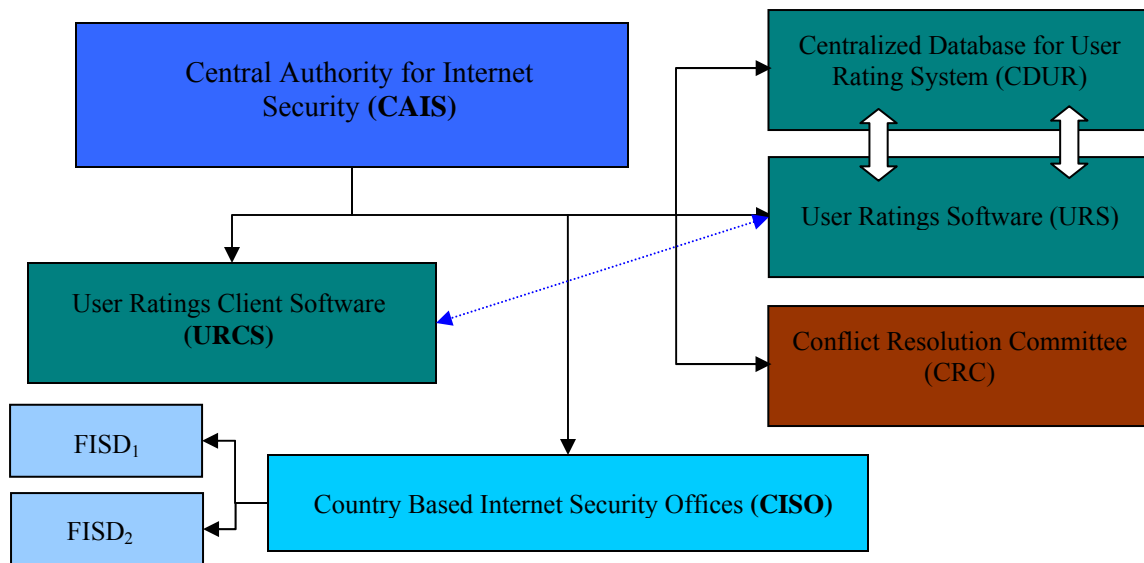 Central Authority for Internet
Security (CAIS)
Centralized Database for User
Rating System (CDUR)
User Ratings Software (URS)
User Ratings Client Software
(URCS)
Conflict Resolution Committee
(CRC)
FISD₁
Country Based Internet Security Offices (CISO)
FISD₂